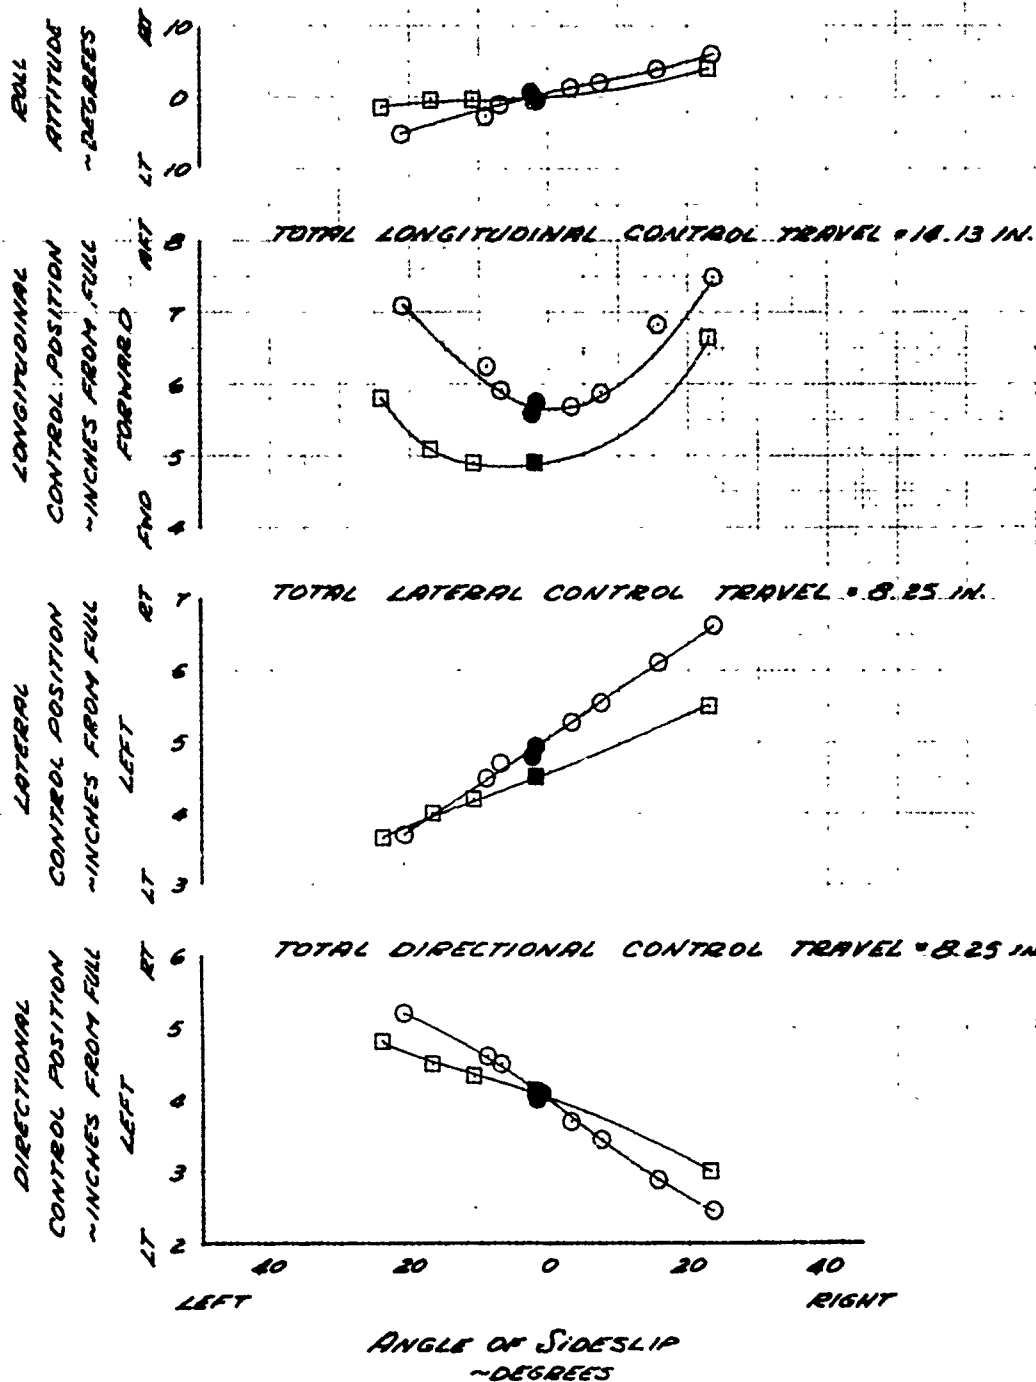 ROLL
ATTITUDE
~DEGREES
RT
10
0
10
LT
TOTAL LONGITUDINAL CONTROL TRAVEL = 14.13 IN.
LONGITUDINAL
CONTROL POSITION
~INCHES FROM FULL
FORWARD
AFT
8
7
6
5
4
FWD
TOTAL LATERAL CONTROL TRAVEL = 8.25 IN.
LATERAL
CONTROL POSITION
~INCHES FROM FULL
LEFT
RT
7
6
5
4
3
LT
TOTAL DIRECTIONAL CONTROL TRAVEL = 8.25 IN
DIRECTIONAL
CONTROL POSITION
~INCHES FROM FULL
LEFT
RT
6
5
4
3
2
LT
40 20 0 20 40
LEFT RIGHT
ANGLE OF SIDESLIP
~DEGREES